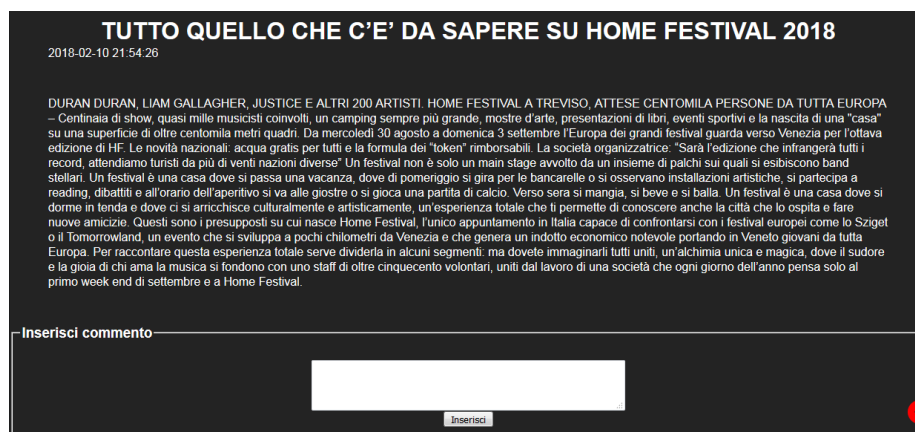 TUTTO QUELLO CHE C’E’ DA SAPERE SU HOME FESTIVAL 2018
2018-02-10 21:54:26
DURAN DURAN, LIAM GALLAGHER, JUSTICE E ALTRI 200 ARTISTI. HOME FESTIVAL A TREVISO, ATTESE CENTOMILA PERSONE DA TUTTA EUROPA
– Centinaia di show, quasi mille musicisti coinvolti, un camping sempre più grande, mostre d’arte, presentazioni di libri, eventi sportivi e la nascita di una "casa"
su una superficie di oltre centomila metri quadri. Da mercoledì 30 agosto a domenica 3 settembre l’Europa dei grandi festival guarda verso Venezia per l’ottava
edizione di HF. Le novità nazionali: acqua gratis per tutti e la formula dei “token” rimborsabili. La società organizzatrice: “Sarà l’edizione che infrangerà tutti i
record, attendiamo turisti da più di venti nazioni diverse” Un festival non è solo un main stage avvolto da un insieme di palchi sui quali si esibiscono band
stellari. Un festival è una casa dove si passa una vacanza, dove di pomeriggio si gira per le bancarelle o si osservano installazioni artistiche, si partecipa a
reading, dibattiti e all’orario dell’aperitivo si va alle giostre o si gioca una partita di calcio. Verso sera si mangia, si beve e si balla. Un festival è una casa dove si
dorme in tenda e dove ci si arricchisce culturalmente e artisticamente, un’esperienza totale che ti permette di conoscere anche la città che lo ospita e fare
nuove amicizie. Questi sono i presupposti su cui nasce Home Festival, l’unico appuntamento in Italia capace di confrontarsi con i festival europei come lo Sziget
o il Tomorrowland, un evento che si sviluppa a pochi chilometri da Venezia e che genera un indotto economico notevole portando in Veneto giovani da tutta
Europa. Per raccontare questa esperienza totale serve dividerla in alcuni segmenti: ma dovete immaginarli tutti uniti, un’alchimia unica e magica, dove il sudore
e la gioia di chi ama la musica si fondono con uno staff di oltre cinquecento volontari, uniti dal lavoro di una società che ogni giorno dell’anno pensa solo al
primo week end di settembre e a Home Festival.
Inserisci commento
Inserisci